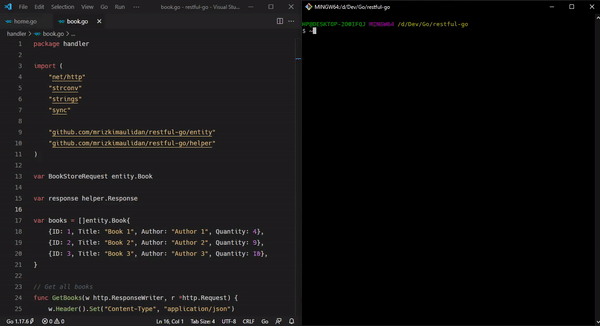 File Edit Selection View Go Run ... book.go - restful-go - Visual Stu...
home.go book.go
handler > book.go > ...
1 package handler
2
3 import (
4 "net/http"
5 "strconv"
6 "strings"
7 "sync"
8
9 "github.com/mrizkimaulidan/restful-go/entity"
10 "github.com/mrizkimaulidan/restful-go/helper"
11 )
12
13 var BookStoreRequest entity.Book
14
15 var response helper.Response
16
17 var books = []entity.Book{
18 {ID: 1, Title: "Book 1", Author: "Author 1", Quantity: 4},
19 {ID: 2, Title: "Book 2", Author: "Author 2", Quantity: 9},
20 {ID: 3, Title: "Book 3", Author: "Author 3", Quantity: 18},
21 }
22
23 // Get all books
24 func GetBooks(w http.ResponseWriter, r *http.Request) {
25 w.Header().Set("Content-Type", "application/json")
Go 1.17.6 0 0 Ln 16, Col 1 Tab Size: 4 UTF-8 CRLF Go
MINGW64:/d/Dev/Go/restful-go
MINGW64 /d/Dev/Go/restful-go
$ ~